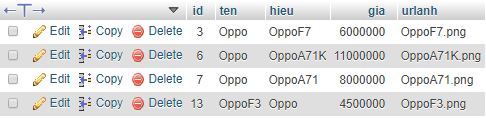 id ten hieu gia urlanh
Edit Copy Delete 3 Oppo OppoF7 6000000 OppoF7.png
Edit Copy Delete 6 Oppo OppoA71K 11000000 OppoA71K.png
Edit Copy Delete 7 Oppo OppoA71 8000000 OppoA71.png
Edit Copy Delete 13 OppoF3 Oppo 4500000 OppoF3.png